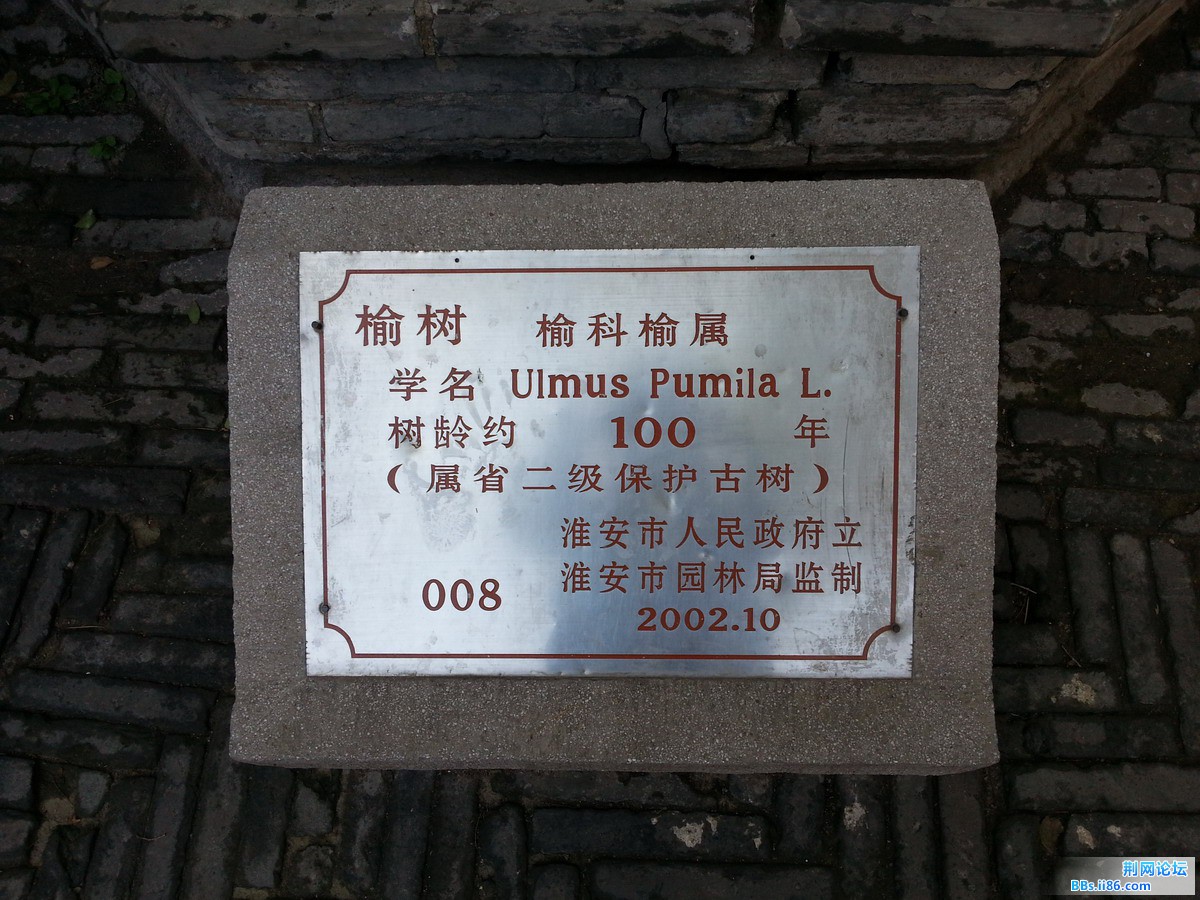 榆树 榆科榆属
学名 Ulmus Pumila L.
树龄约 100 年
（属省二级保护古树）
淮安市人民政府立
淮安市园林局监制
008
2002.10
荆网论坛
BBs.ii86.com